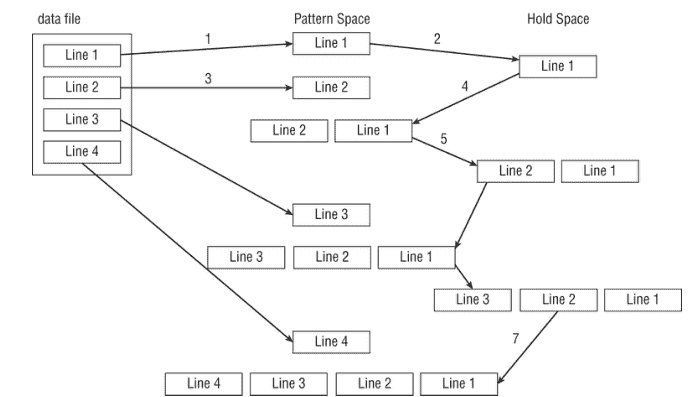 data file Pattern Space Hold Space
1 Line 1 2
Line 1 Line 1
3 4
Line 2 Line 2
Line 3 Line 2 Line 1
5
Line 4 Line 2 Line 1
Line 3
Line 3 Line 2 Line 1
Line 3 Line 2 Line 1
7
Line 4
Line 4 Line 3 Line 2 Line 1